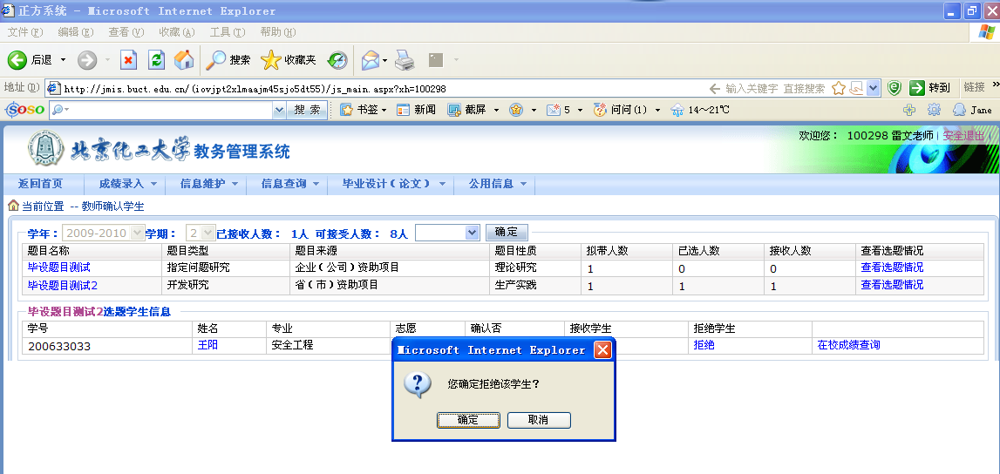 正方系统 - Microsoft Internet Explorer
文件(F) 编辑(E) 查看(V) 收藏(A) 工具(T) 帮助(H)
后退 搜索 收藏夹
地址(D) http://jmis.buct.edu.cn/(iovjpt2xlmaajm45sjo5dt55)/js_main.aspx?xh=100298 输入关键字 直接搜索 转到 链接 »
SOSO 搜 索 书签 新闻 截屏 5 问问(1) 14～21℃ Jane
北京化工大学教务管理系统 欢迎您： 100298 雷文老师 | 安全退出
返回首页 成绩录入 信息维护 信息查询 毕业设计（论文） 公用信息
当前位置 -- 教师确认学生
学年： 2009-2010 学期： 2 已接收人数： 1人 可接受人数： 8人 确定
题目名称 题目类型 题目来源 题目性质 拟带人数 已选人数 接收人数 查看选题情况
毕设题目测试 指定问题研究 企业（公司）资助项目 理论研究 1 0 0 查看选题情况
毕设题目测试2 开发研究 省（市）资助项目 生产实践 1 1 1 查看选题情况
毕设题目测试2选题学生信息
学号 姓名 专业 志愿 确认否 接收学生 拒绝学生
200633033 王阳 安全工程 拒绝 在校成绩查询
Microsoft Internet Explorer
您确定拒绝该学生？
确定 取消